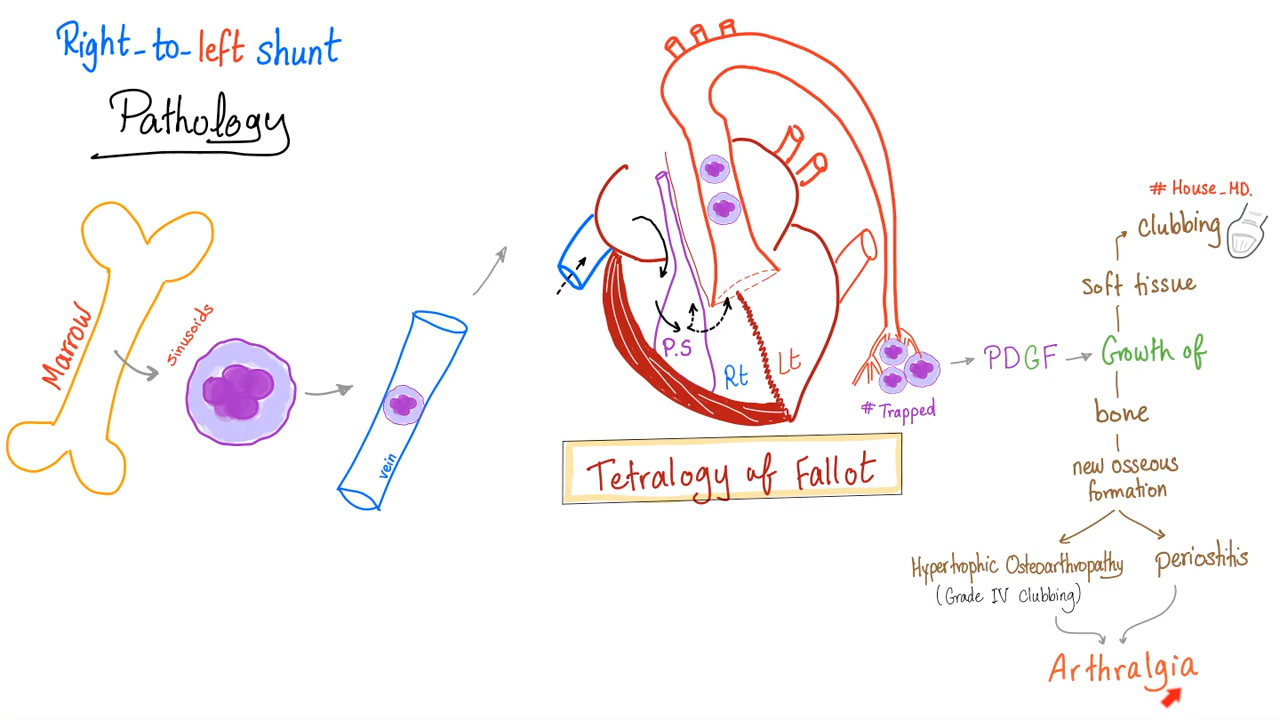 Right-to-left shunt
Pathology
Marrow
sinusoids
vein
P.S
Rt
Lt
Tetralogy of Fallot
# Trapped
PDGF
Growth of
# House_MD.
clubbing
Soft tissue
bone
new osseous
formation
Hypertrophic Osteoarthropathy
(Grade IV Clubbing)
periostitis
Arthralgia